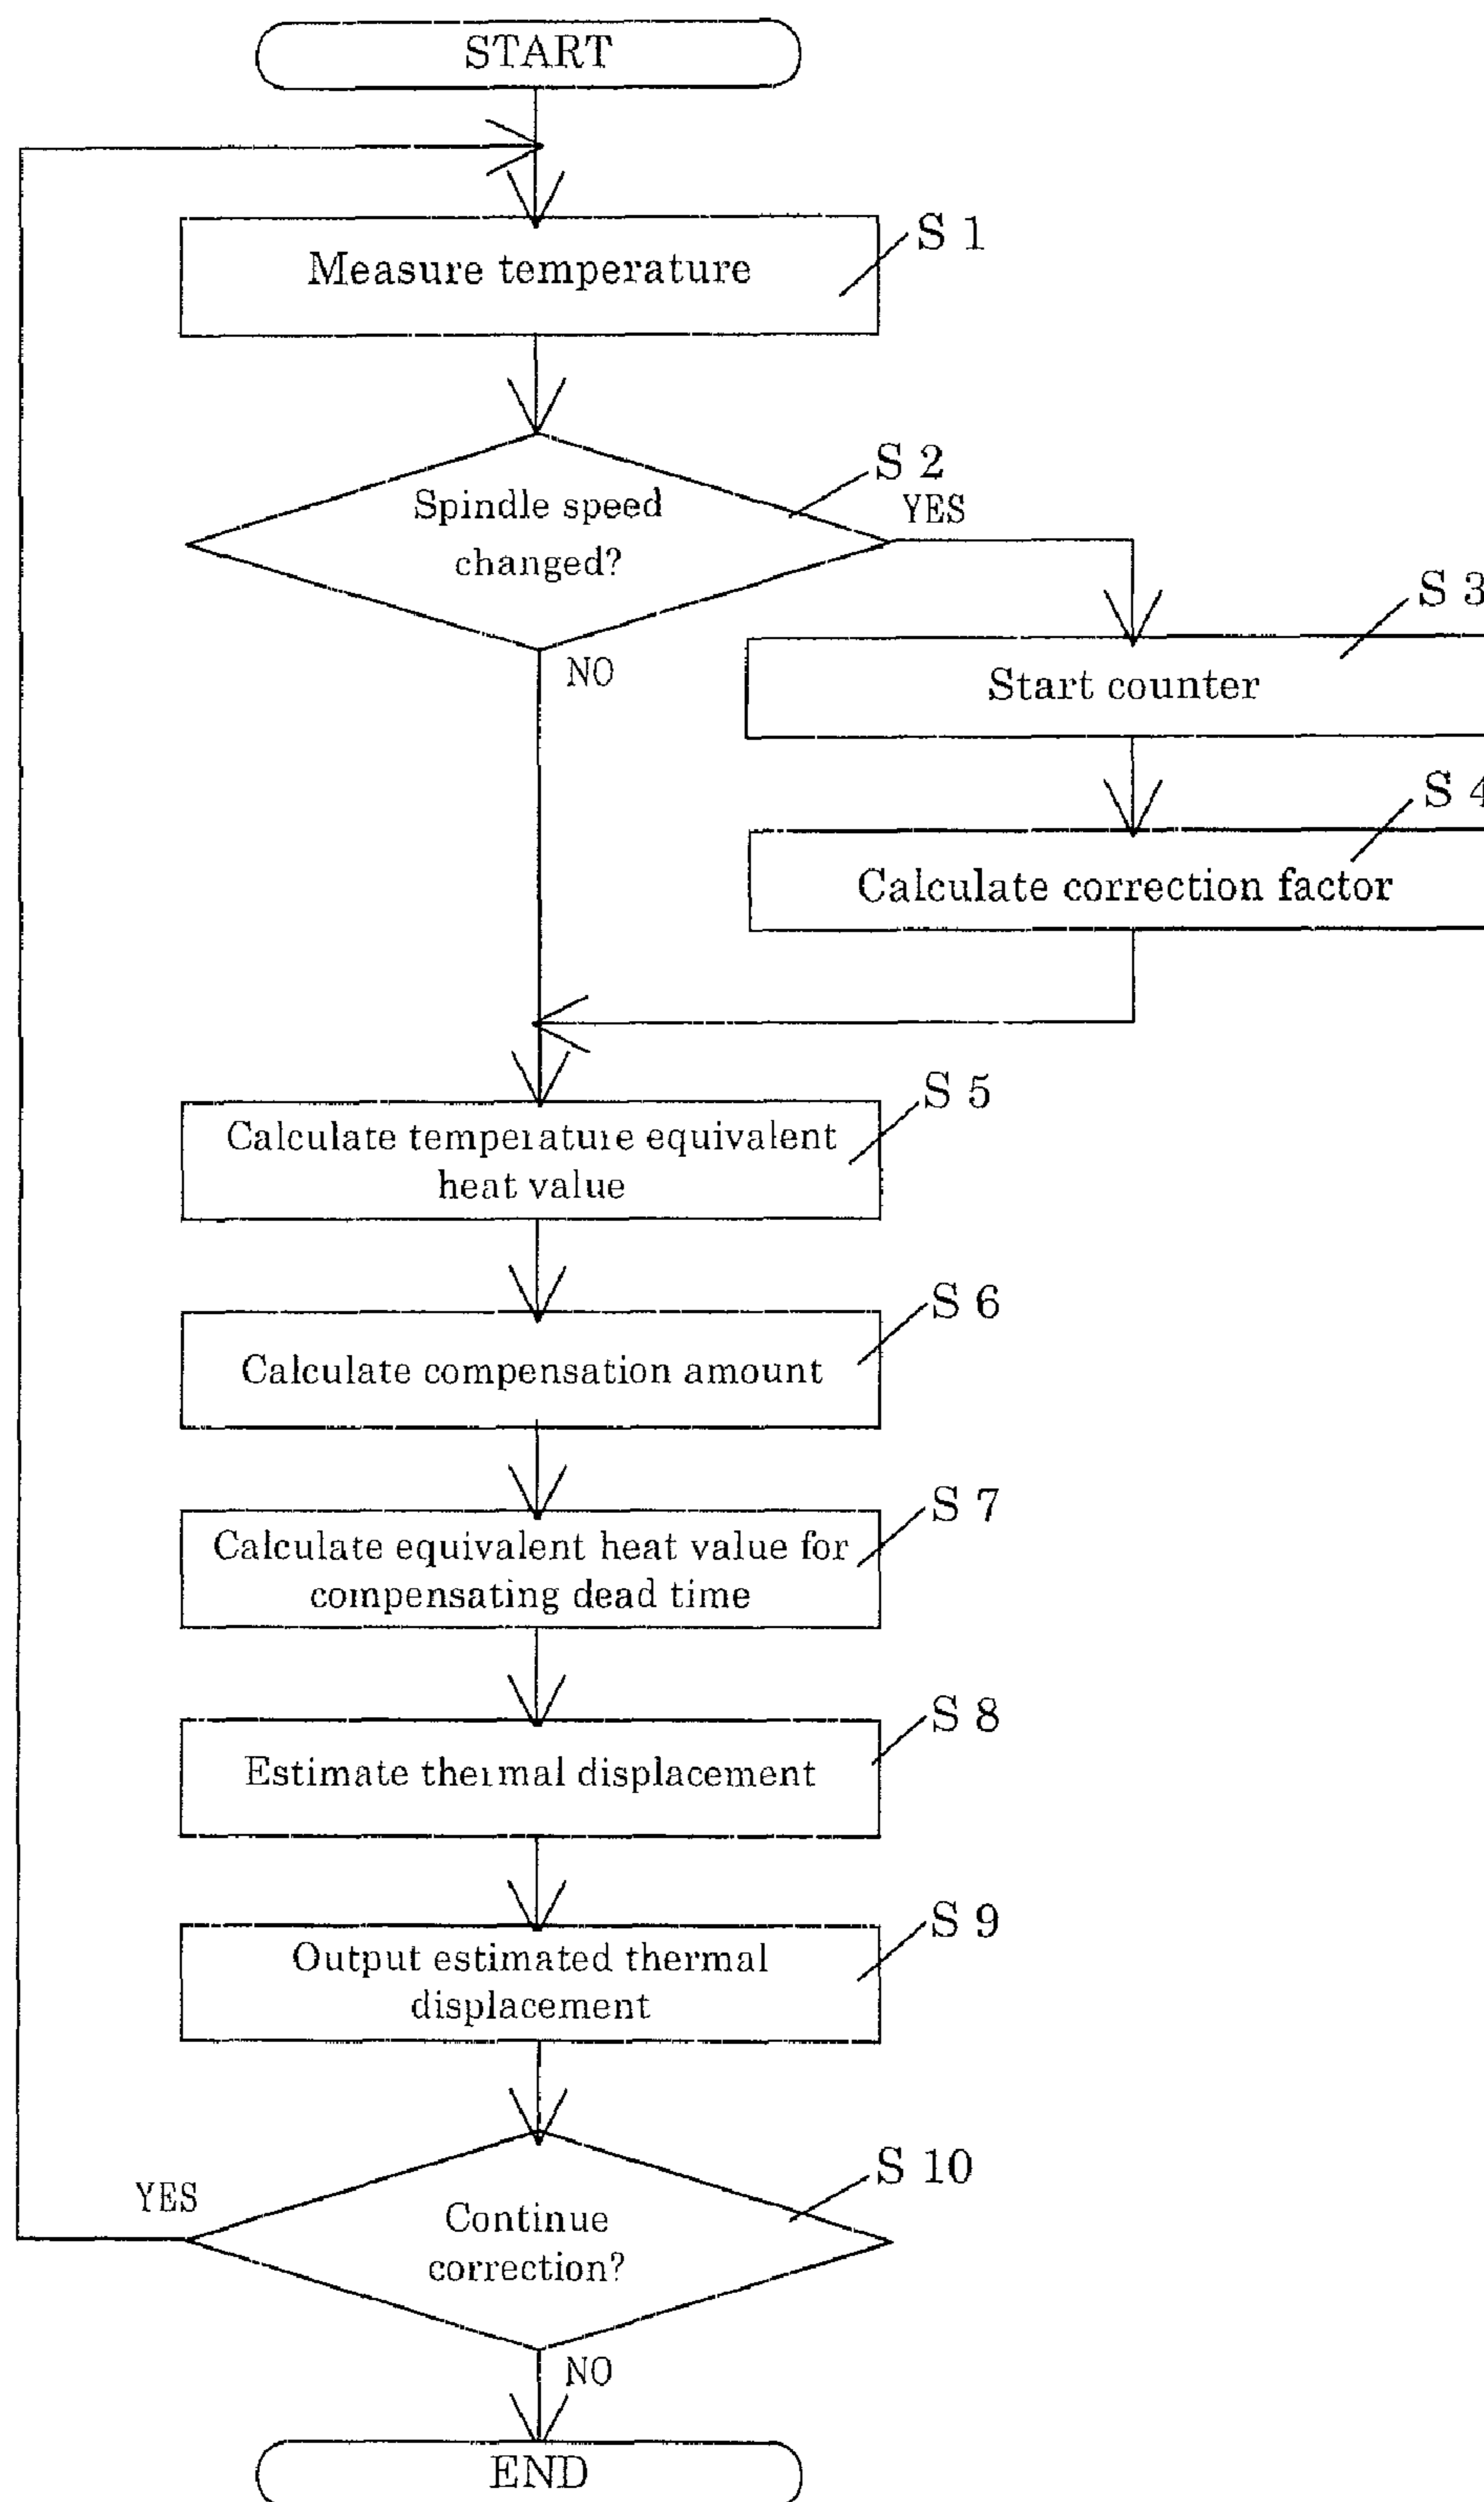 START
S 1
Measure temperature
S 2
Spindle speed
changed?
YES
NO
S 3
Start counter
S 4
Calculate correction factor
S 5
Calculate temperature equivalent
heat value
S 6
Calculate compensation amount
S 7
Calculate equivalent heat value for
compensating dead time
S 8
Estimate thermal displacement
S 9
Output estimated thermal
displacement
S 10
YES
Continue
correction?
NO
END